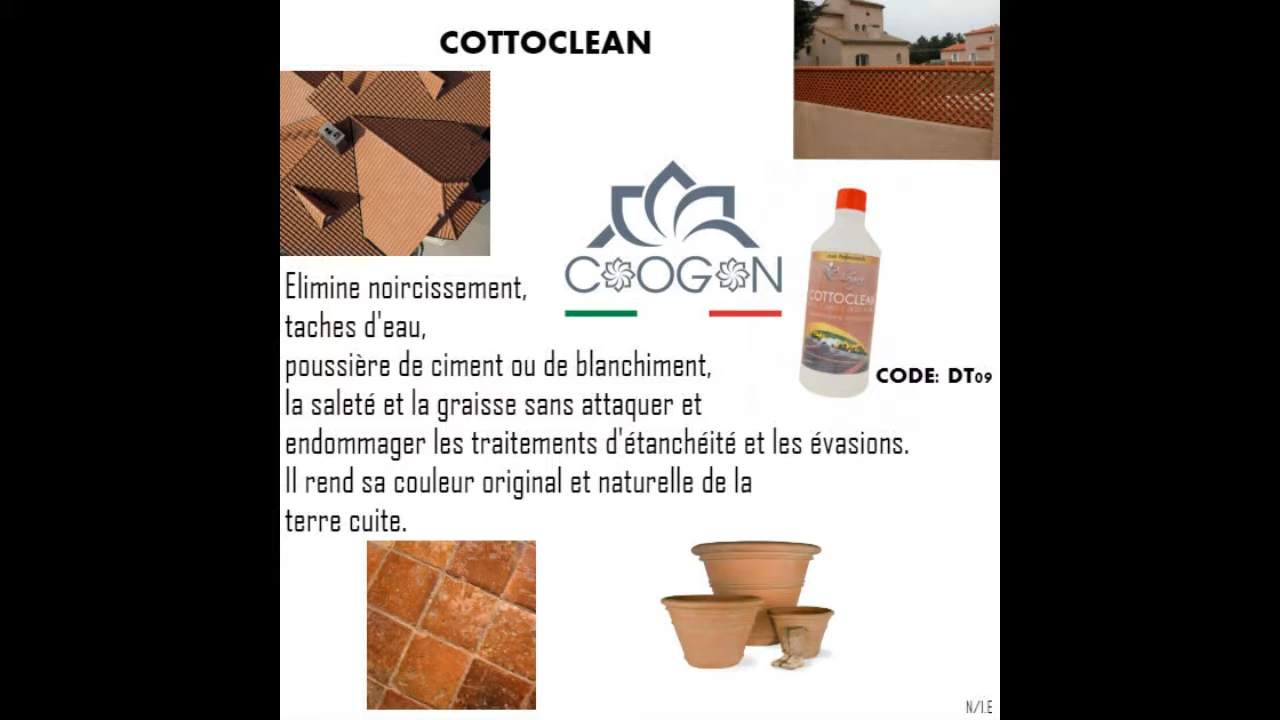 COTTOCLEAN
COOGON
COTTOCLEAN
CODE: DT09
Elimine noircissement,
taches d'eau,
poussière de ciment ou de blanchiment,
la saleté et la graisse sans attaquer et
endommager les traitements d'étanchéité et les évasions.
Il rend sa couleur original et naturelle de la
terre cuite.
N/I.E